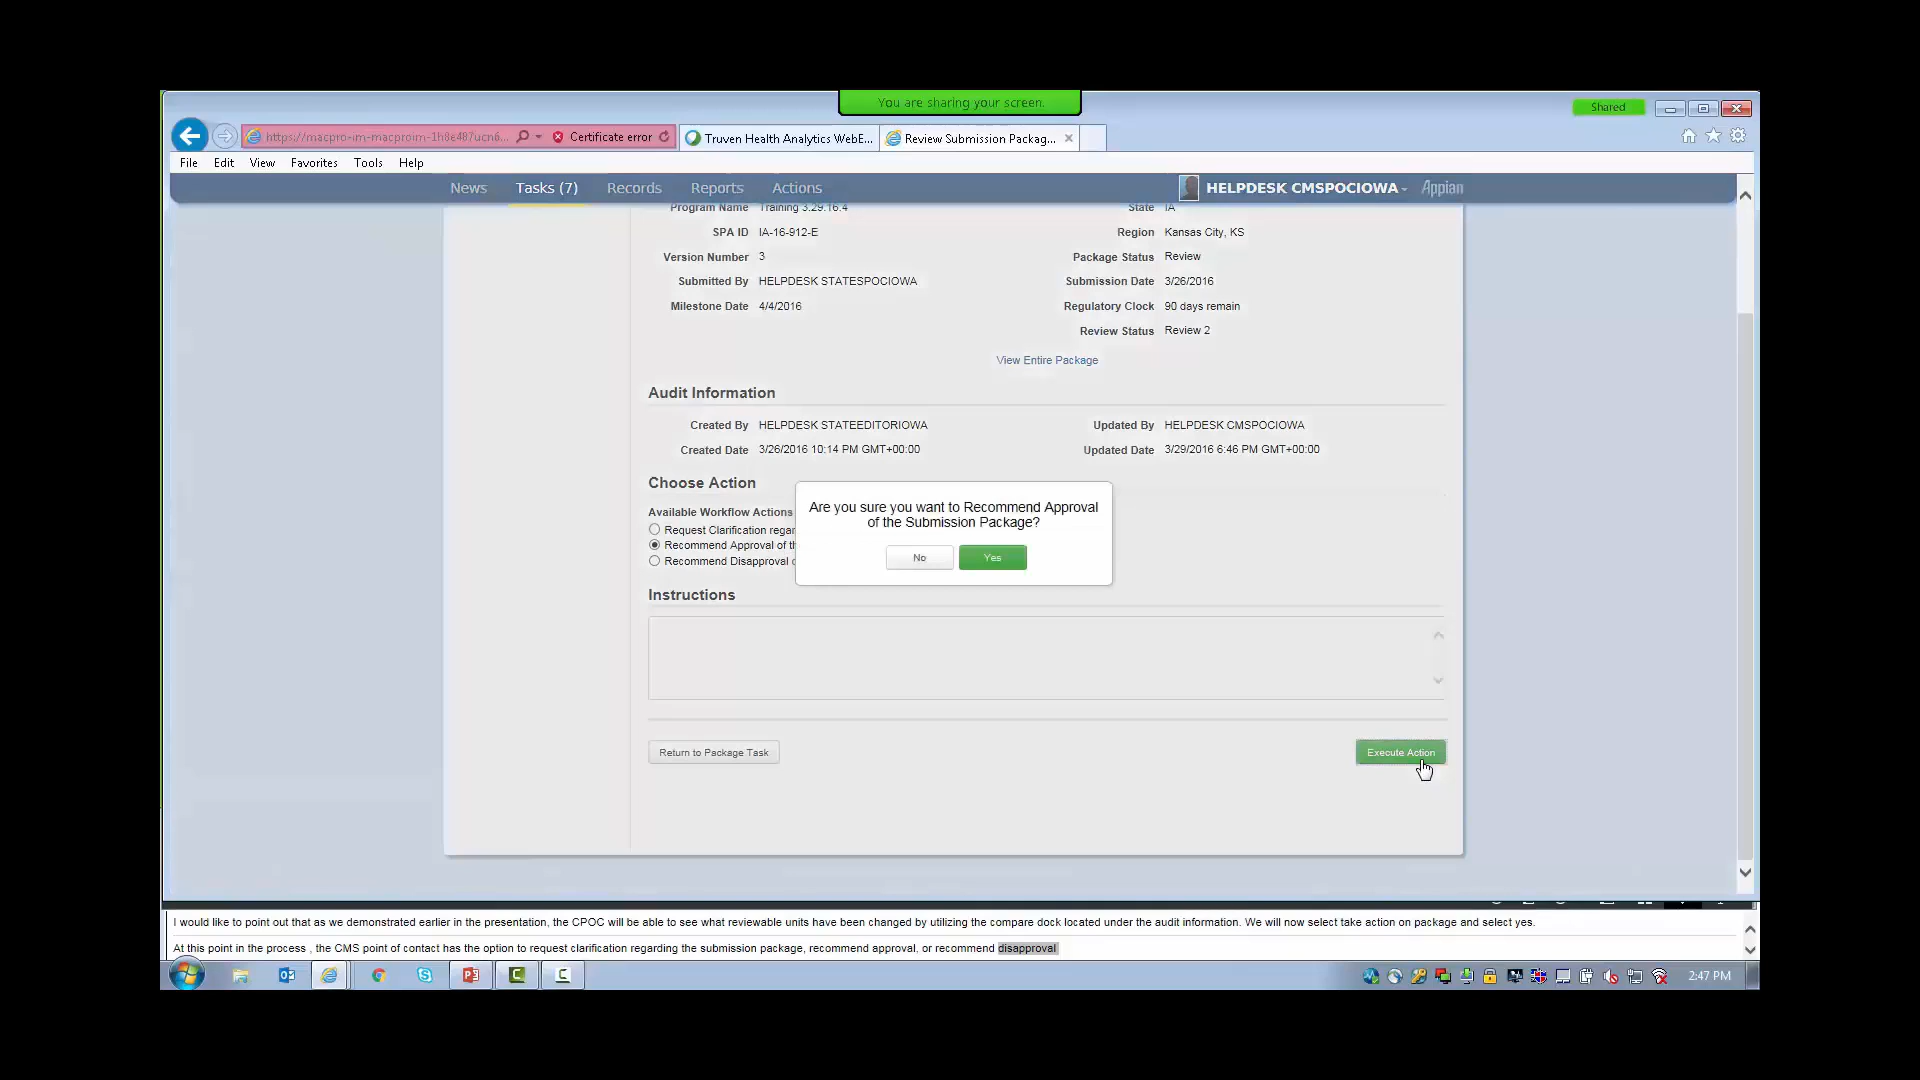 You are sharing your screen.
Shared
https://macpro-im-macproim-1h8e487ucn6... Certificate error
Truven Health Analytics WebE...
Review Submission Packag...
File Edit View Favorites Tools Help
News Tasks (7) Records Reports Actions
HELPDESK CMSPOCIOWA Appian
Program Name Training 3.29.16.4 State IA
SPA ID IA-16-912-E Region Kansas City, KS
Version Number 3 Package Status Review
Submitted By HELPDESK STATESPOCIOWA Submission Date 3/26/2016
Milestone Date 4/4/2016 Regulatory Clock 90 days remain
Review Status Review 2
View Entire Package
Audit Information
Created By HELPDESK STATEEDITORIOWA Updated By HELPDESK CMSPOCIOWA
Created Date 3/26/2016 10:14 PM GMT+00:00 Updated Date 3/29/2016 6:46 PM GMT+00:00
Choose Action
Available Workflow Actions
Request Clarification regar
Recommend Approval of th
Recommend Disapproval o
Are you sure you want to Recommend Approval
of the Submission Package?
No Yes
Instructions
Return to Package Task Execute Action
I would like to point out that as we demonstrated earlier in the presentation, the CPOC will be able to see what reviewable units have been changed by utilizing the compare dock located under the audit information. We will now select take action on package and select yes.
At this point in the process , the CMS point of contact has the option to request clarification regarding the submission package, recommend approval, or recommend disapproval
2:47 PM